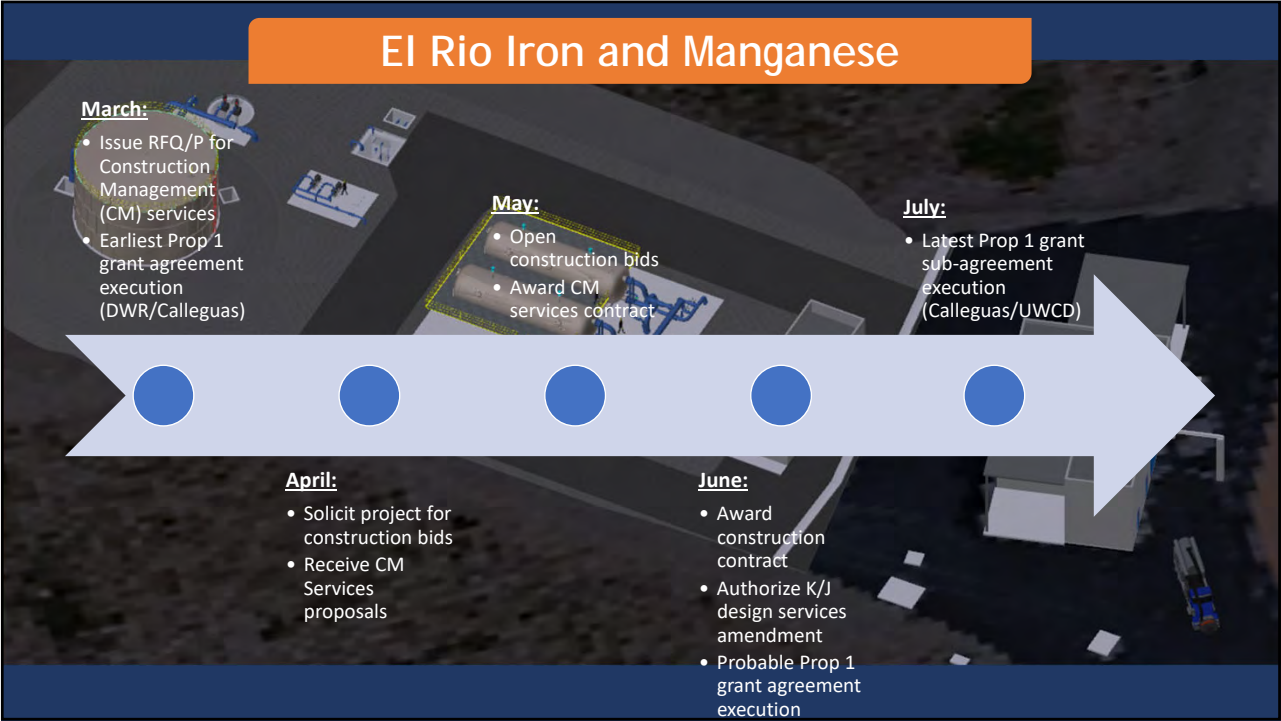 El Rio Iron and Manganese
March:
• Issue RFQ/P for
Construction
Management
(CM) services
• Earliest Prop 1
grant agreement
execution
(DWR/Calleguas)
April:
• Solicit project for
construction bids
• Receive CM
Services
proposals
May:
• Open
construction bids
• Award CM
services contract
June:
• Award
construction
contract
• Authorize K/J
design services
amendment
• Probable Prop 1
grant agreement
execution
July:
• Latest Prop 1 grant
sub-agreement
execution
(Calleguas/UWCD)